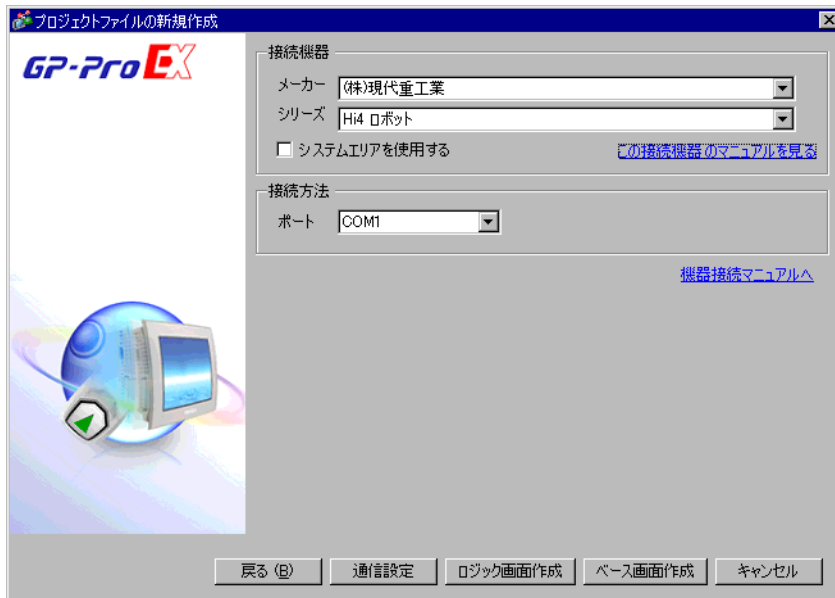 プロジェクトファイルの新規作成
GP-Pro EX
接続機器
メーカー (株)現代重工業
シリーズ Hi4 ロボット
システムエリアを使用する この接続機器のマニュアルを見る
接続方法
ポート COM1
機器接続マニュアルへ
戻る (B) 通信設定 ロジック画面作成 ベース画面作成 キャンセル